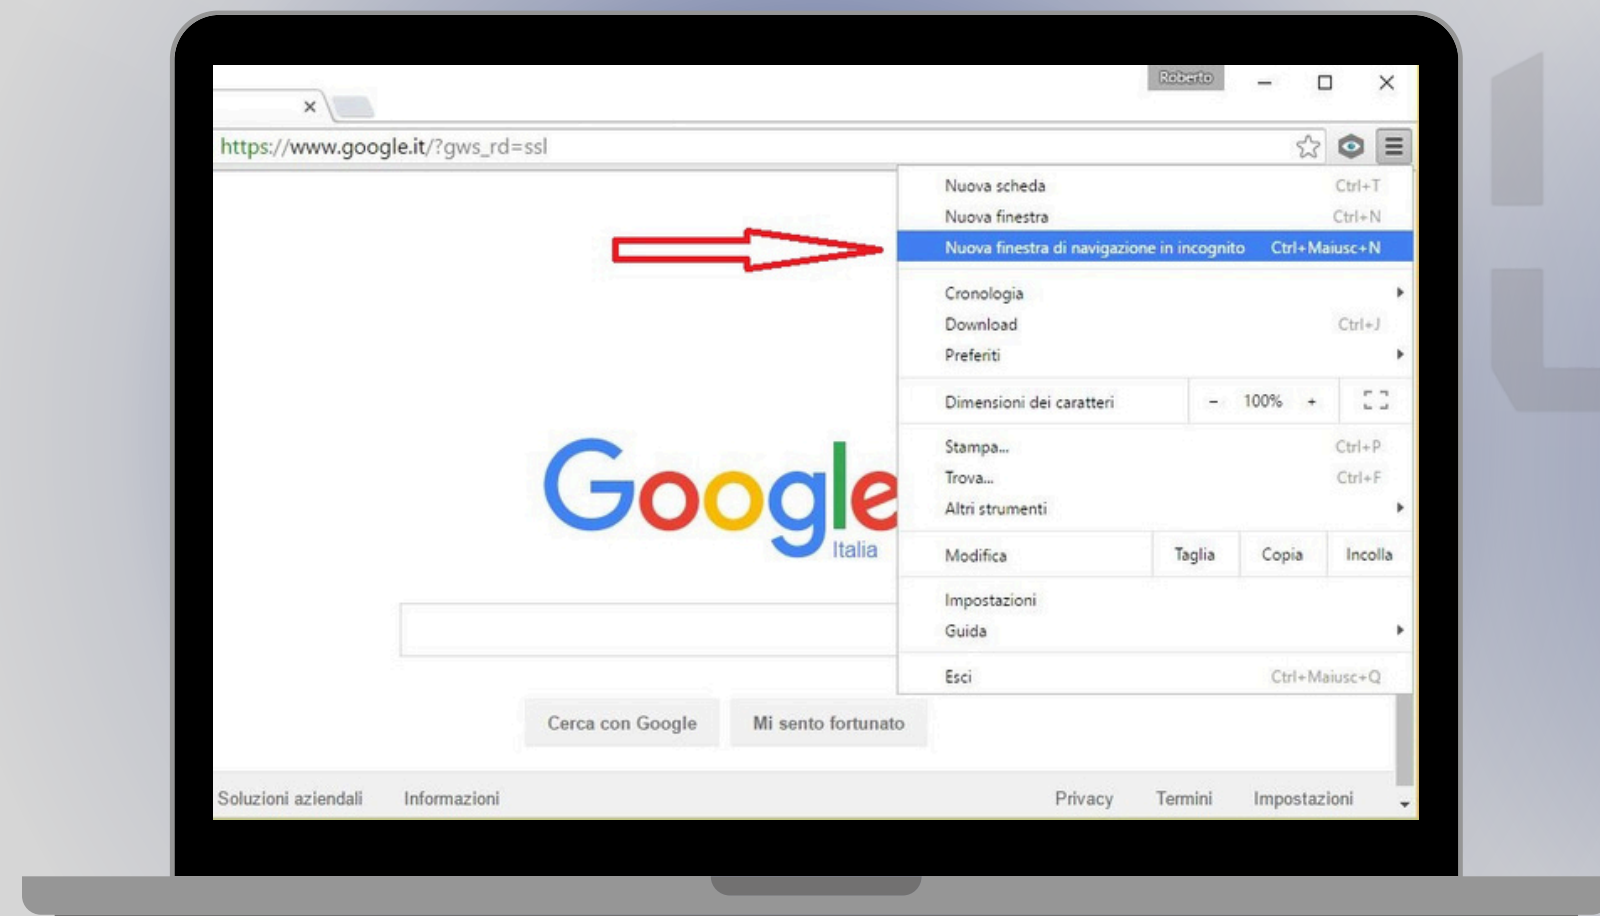 Roberto
https://www.google.it/?gws_rd=ssl
Nuova scheda Ctrl+T
Nuova finestra Ctrl+N
Nuova finestra di navigazione in incognito Ctrl+Maiusc+N
Cronologia
Download Ctrl+J
Preferiti
Dimensioni dei caratteri - 100% +
Stampa... Ctrl+P
Trova... Ctrl+F
Altri strumenti
Modifica Taglia Copia Incolla
Impostazioni
Guida
Esci Ctrl+Maiusc+Q
Google
Italia
Cerca con Google Mi sento fortunato
Soluzioni aziendali Informazioni Privacy Termini Impostazioni